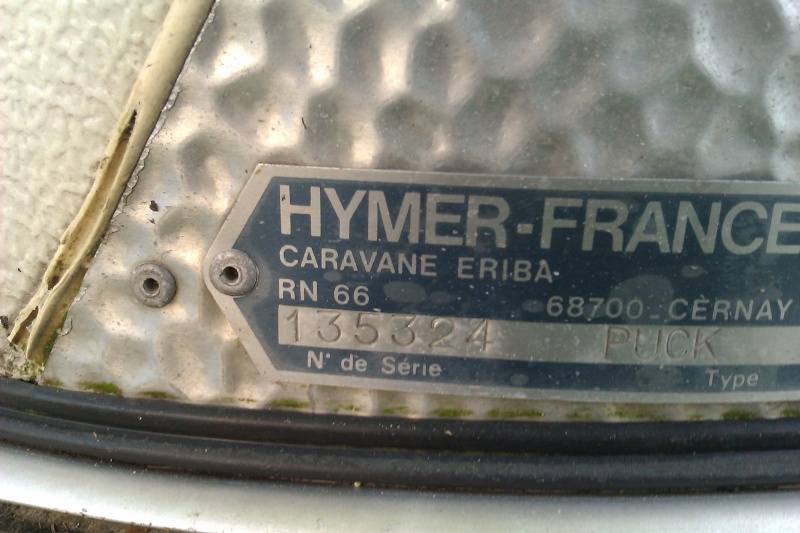 HYMER-FRANCE
CARAVANE ERIBA
RN 66 68700-CERNAY
135324 PUCK
N° de Série Type